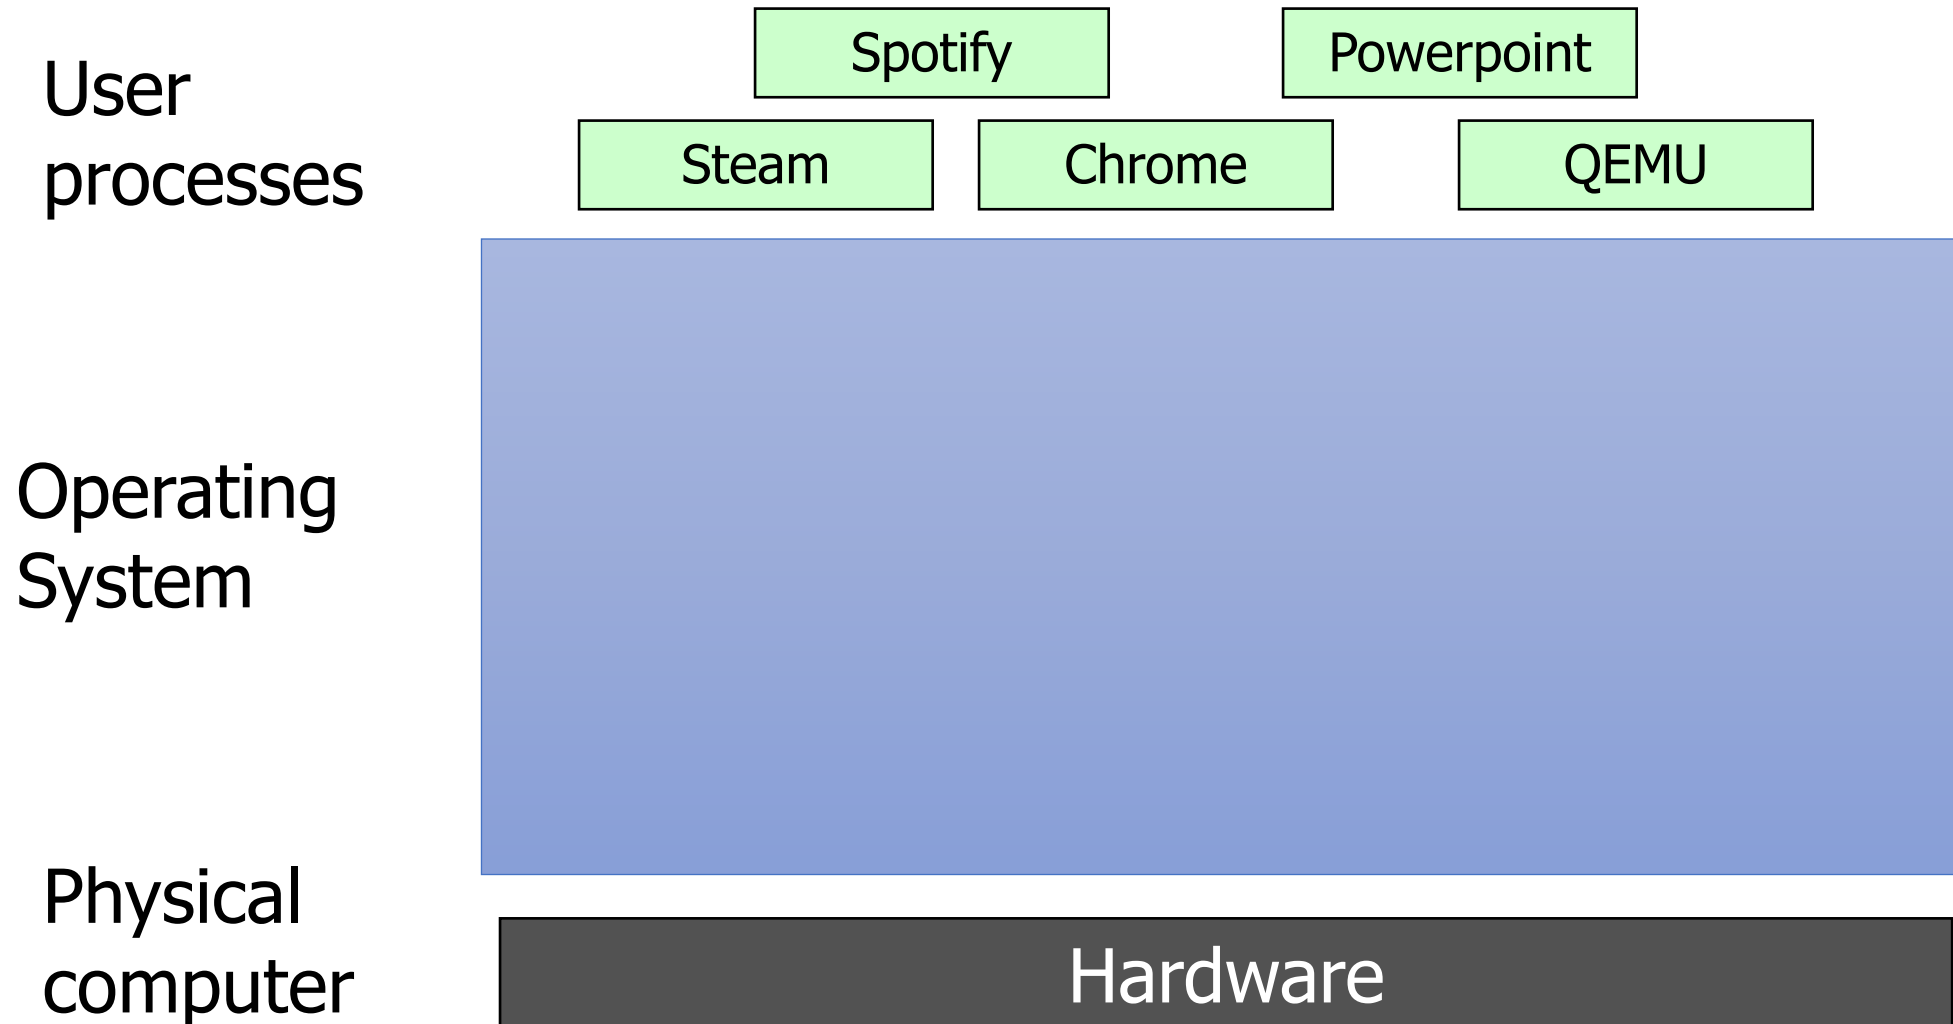 User
processes
Spotify
Powerpoint
Steam
Chrome
QEMU
Operating
System
Physical
computer
Hardware